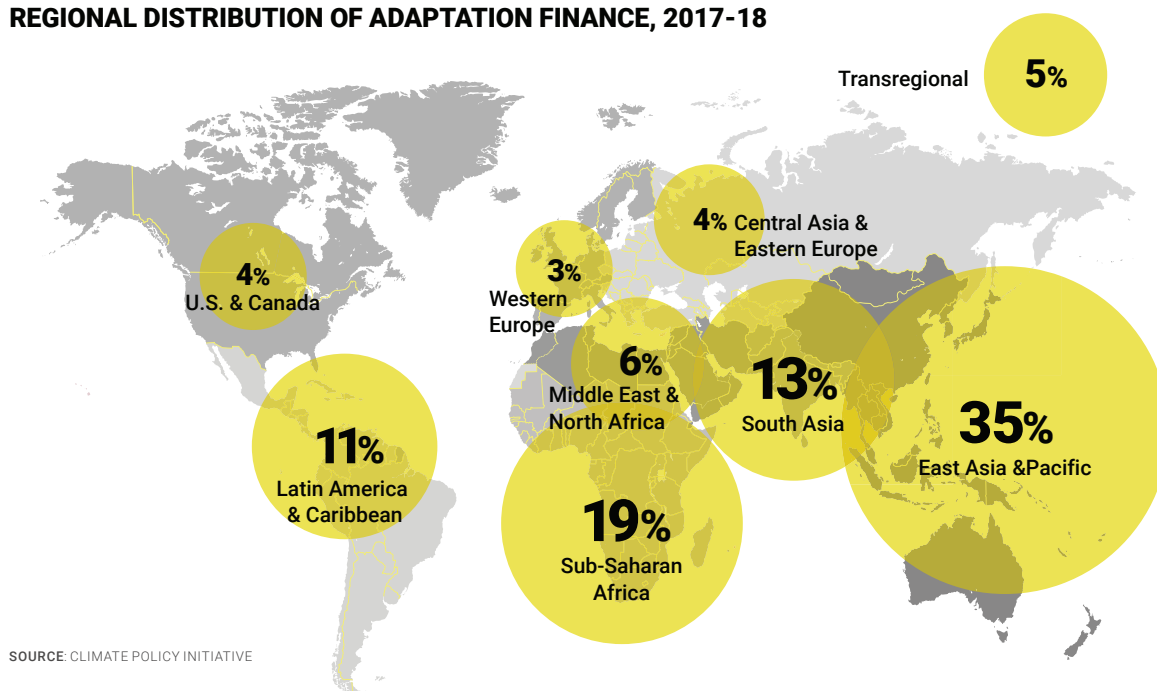 REGIONAL DISTRIBUTION OF ADAPTATION FINANCE, 2017-18
Transregional
5%
4% Central Asia &
Eastern Europe
4%
U.S. & Canada
3%
Western
Europe
6%
Middle East &
North Africa
13%
South Asia
35%
East Asia &Pacific
11%
Latin America
& Caribbean
19%
Sub-Saharan
Africa
SOURCE: CLIMATE POLICY INITIATIVE